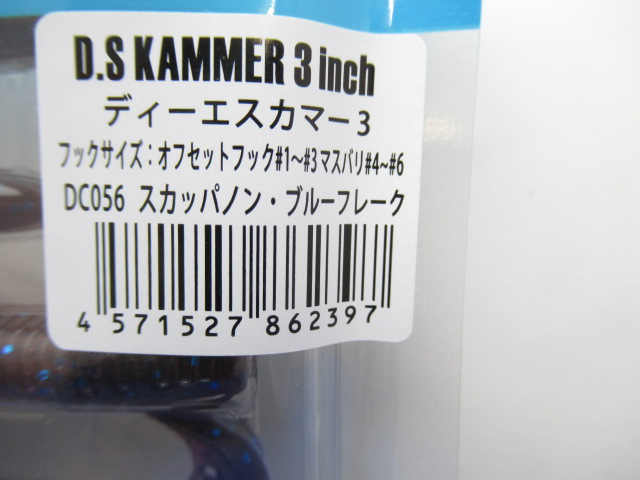 D.S KAMMER 3 inch
ディーエスカマー3
フックサイズ：オフセットフック#1～#3 マスバリ#4~#6
DC056 スカッパノン・ブルーフレーク
4 571527 862397